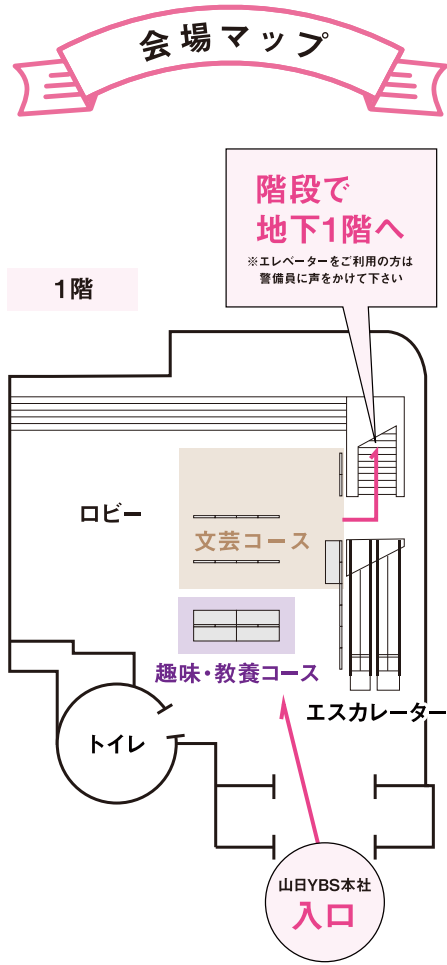 会場マップ
階段で
地下1階へ
※エレベーターをご利用の方は
警備員に声をかけて下さい
1階
ロビー
文芸コース
趣味・教養コース
エスカレーター
トイレ
山日YBS本社
入口